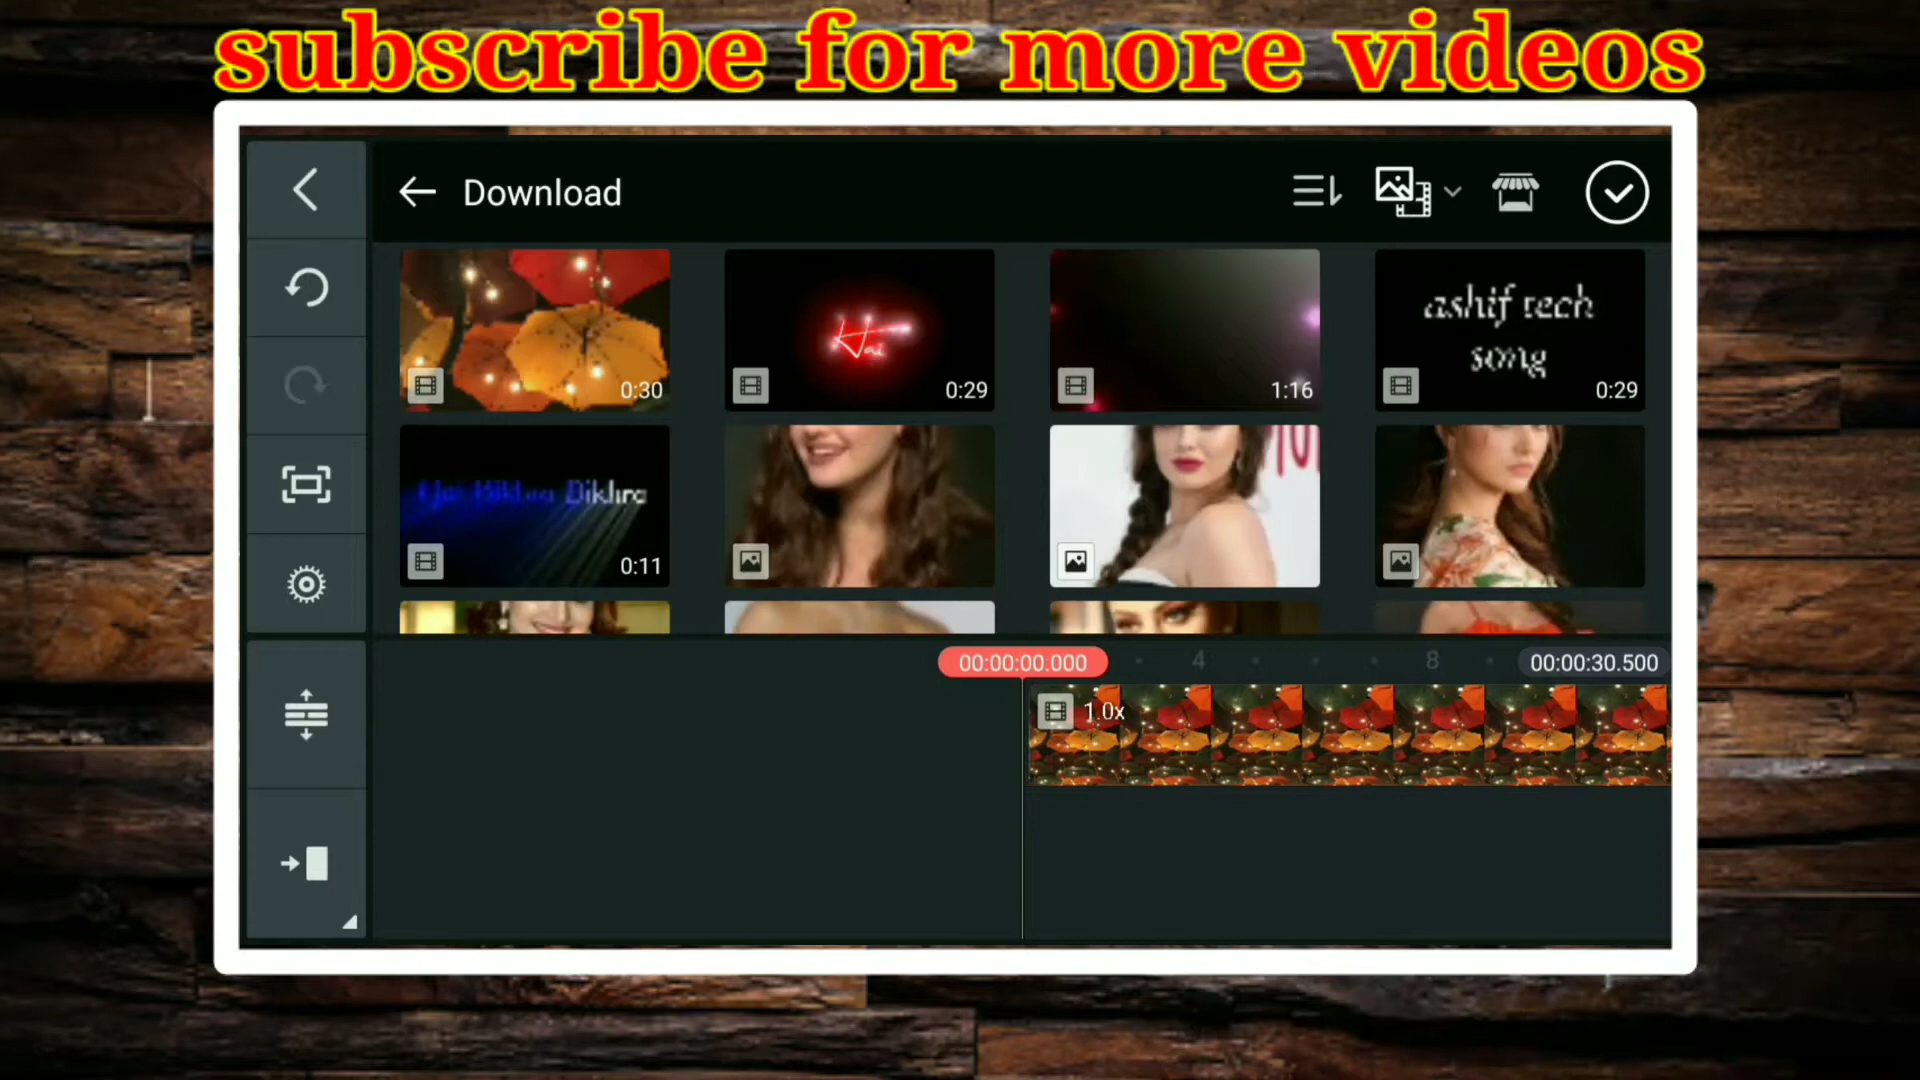 subscribe for more videos
Download
0:30
0:29
1:16
ashif tech
song
0:29
Dikhra
0:11
00:00:00.000
4
8
00:00:30.500
1.0x